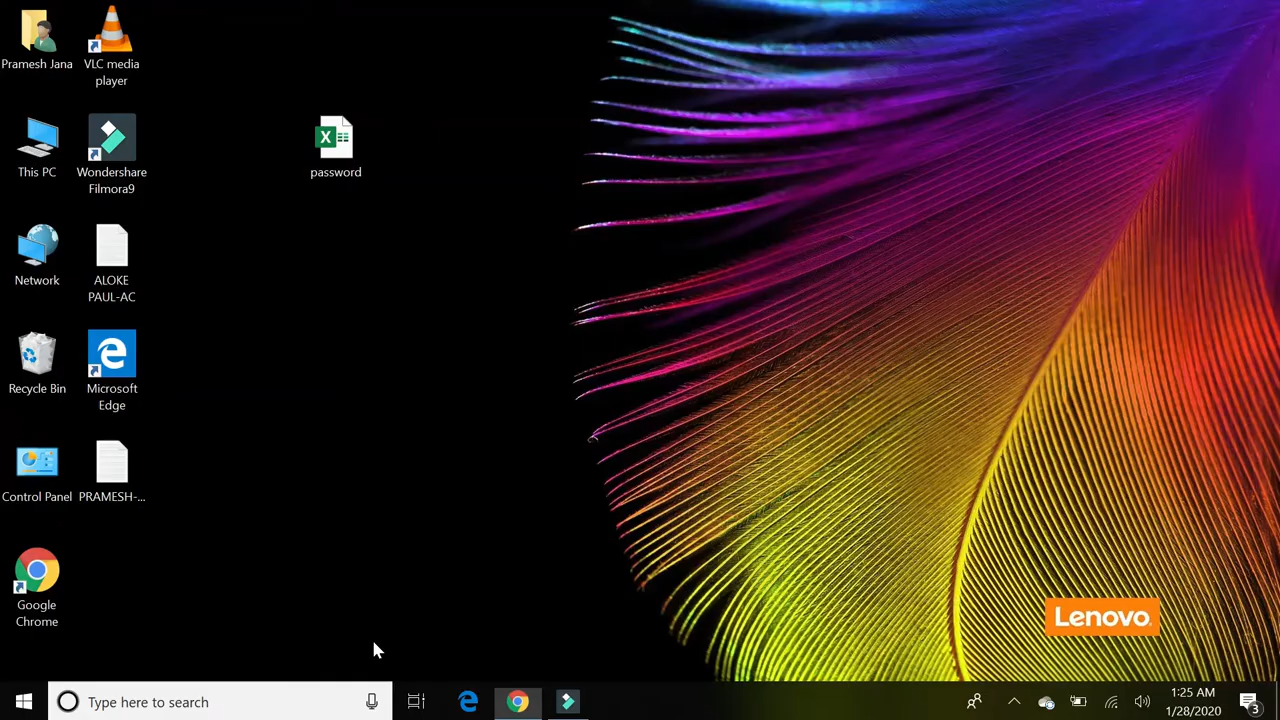 Pramesh Jana
VLC media
player
This PC
Wondershare
Filmora9
password
Network
ALOKE
PAUL-AC
Recycle Bin
Microsoft
Edge
Control Panel
PRAMESH-...
Google
Chrome
Lenovo
Type here to search
1:25 AM
1/28/2020
3